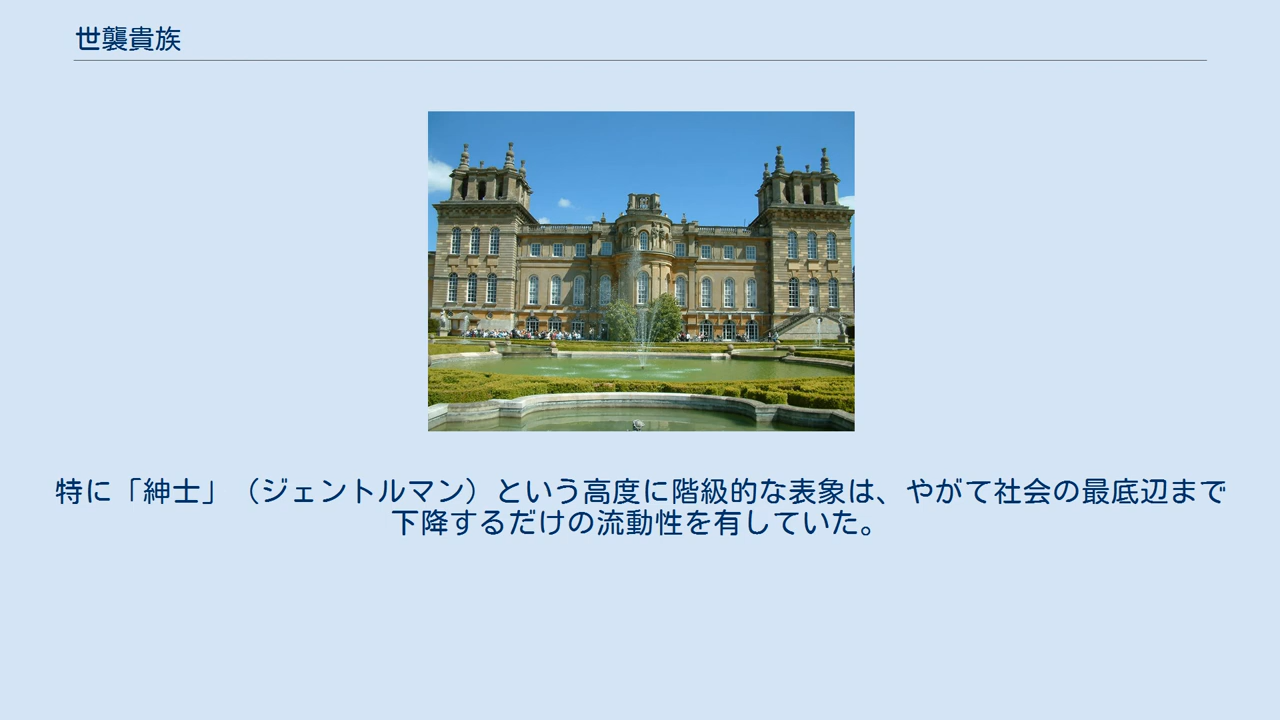 世襲貴族
特に「紳士」（ジェントルマン）という高度に階級的な表象は、やがて社会の最底辺まで
下降するだけの流動性を有していた。